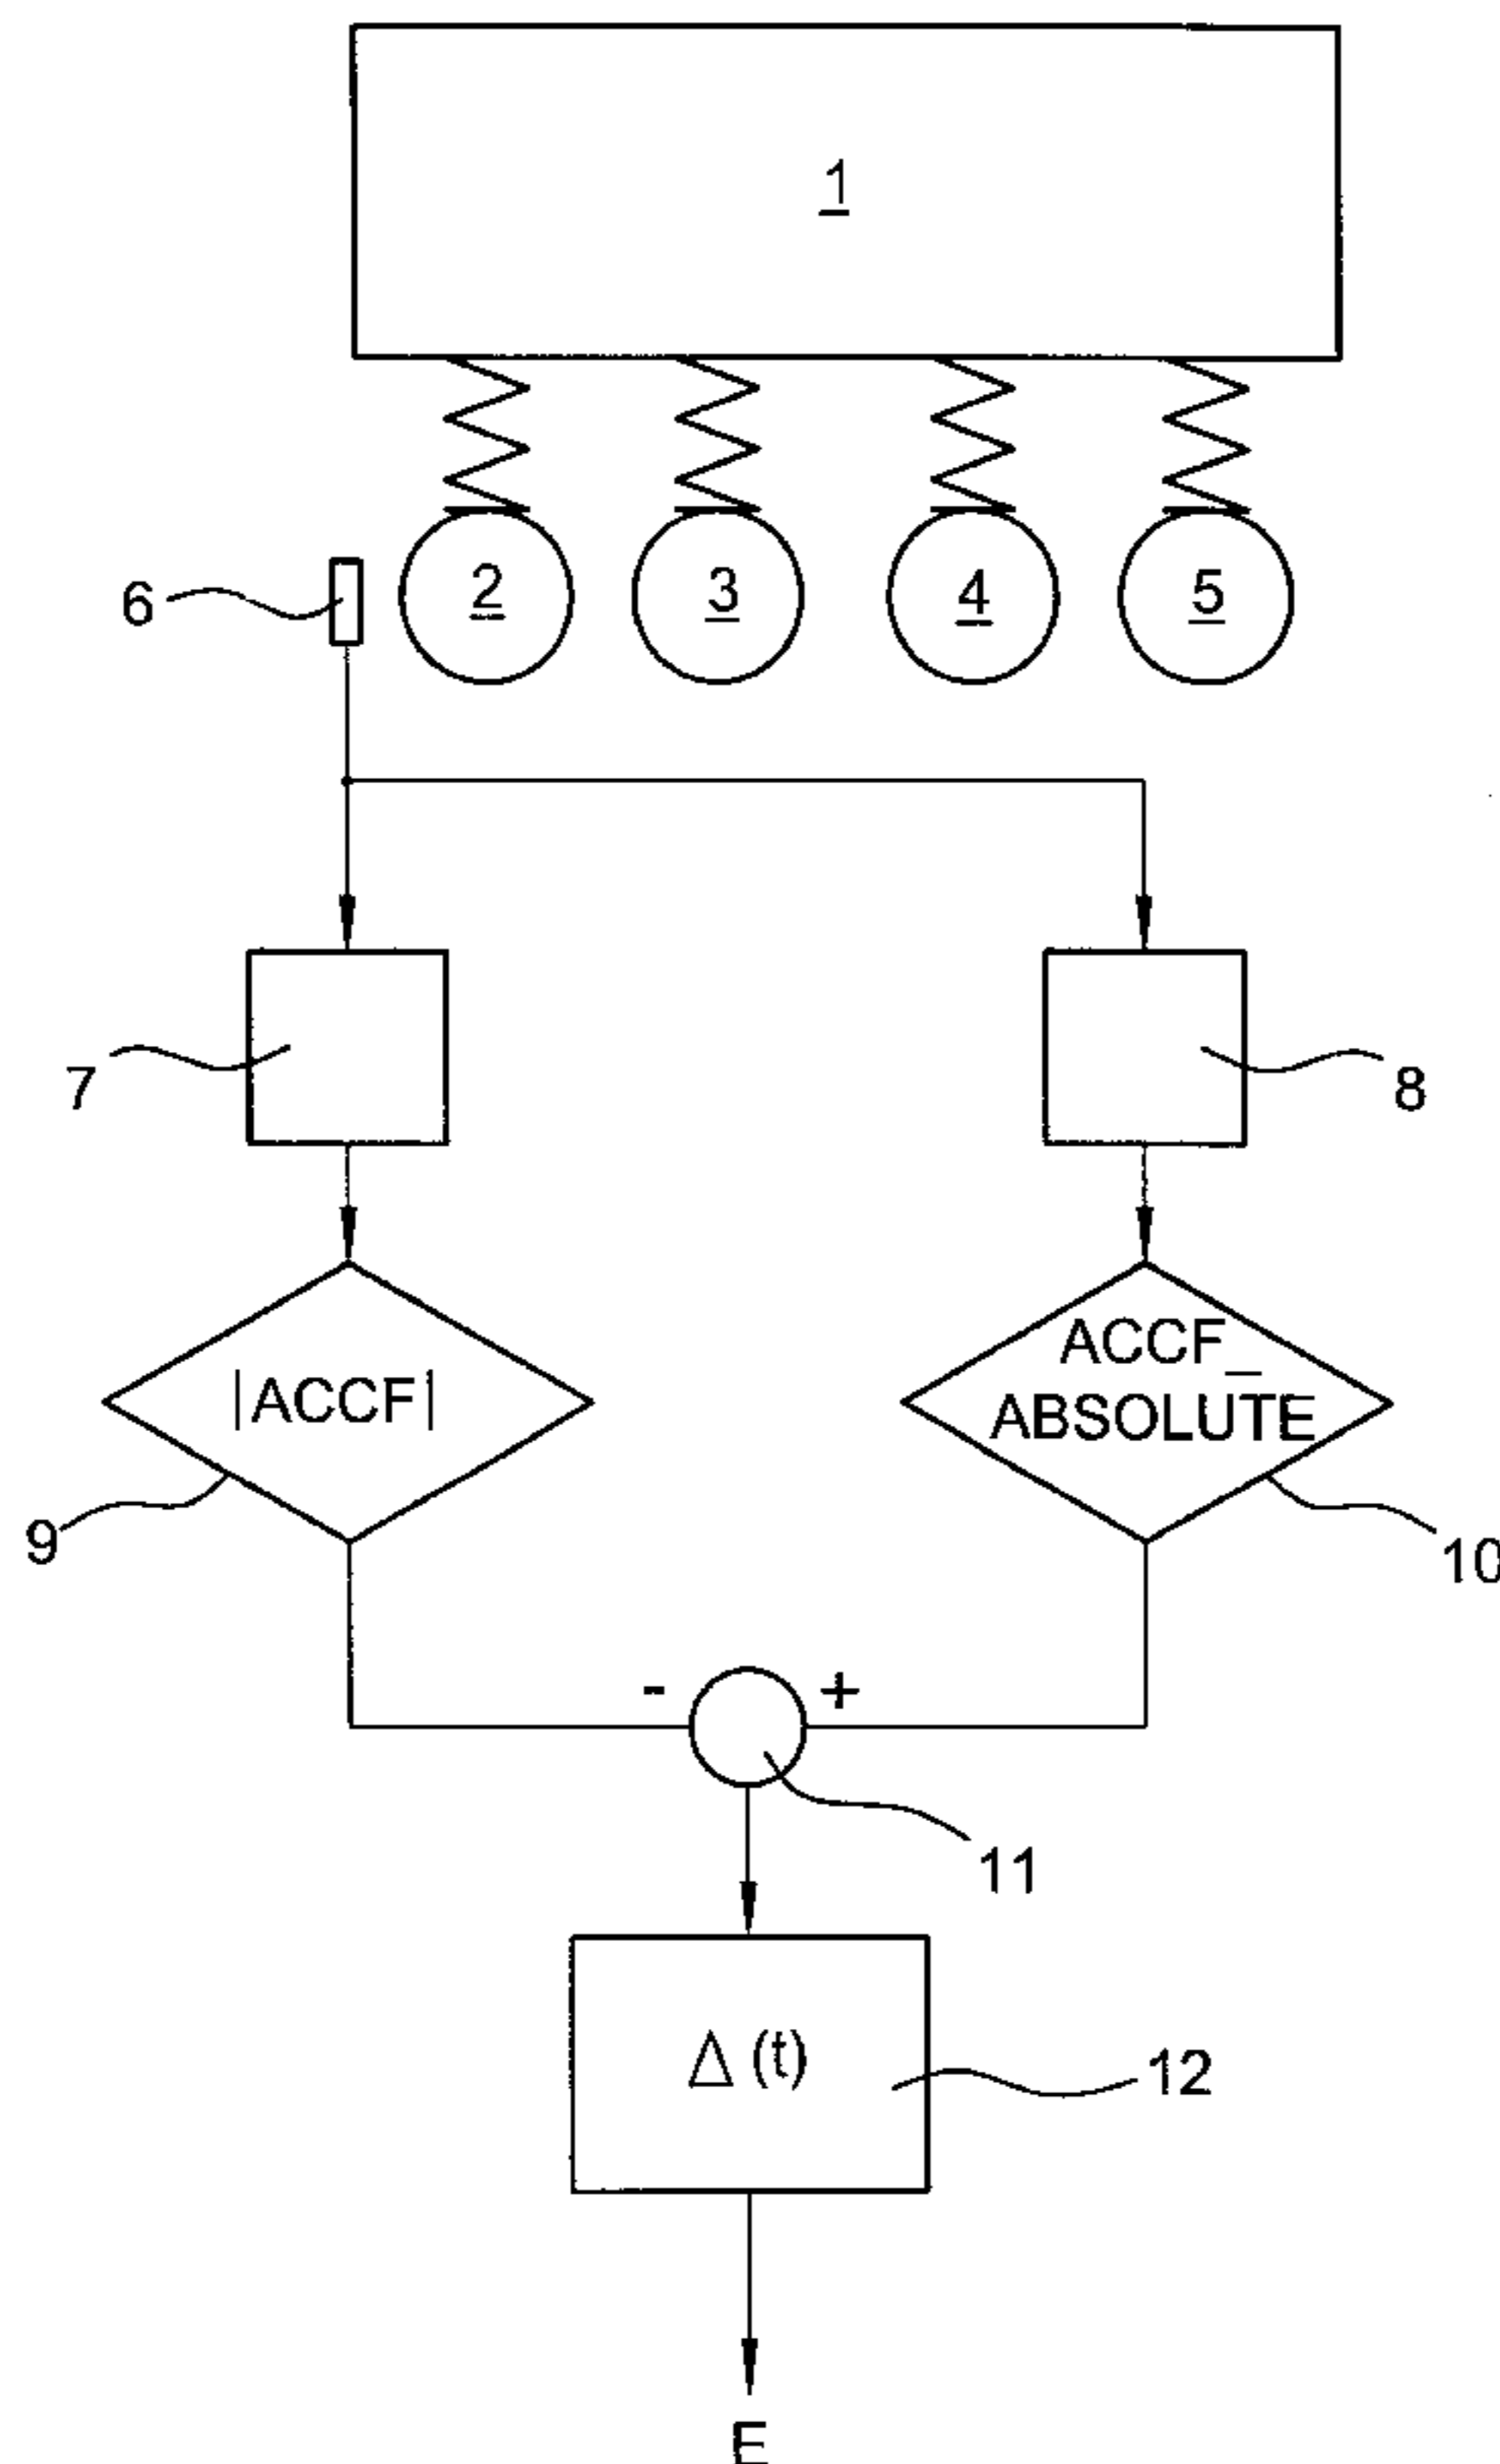 1
2 3 4 5
6
7
8
|ACCF|
ACCF_
ABSOLUTE
9
10
- +
11
Δ (t)
12
E